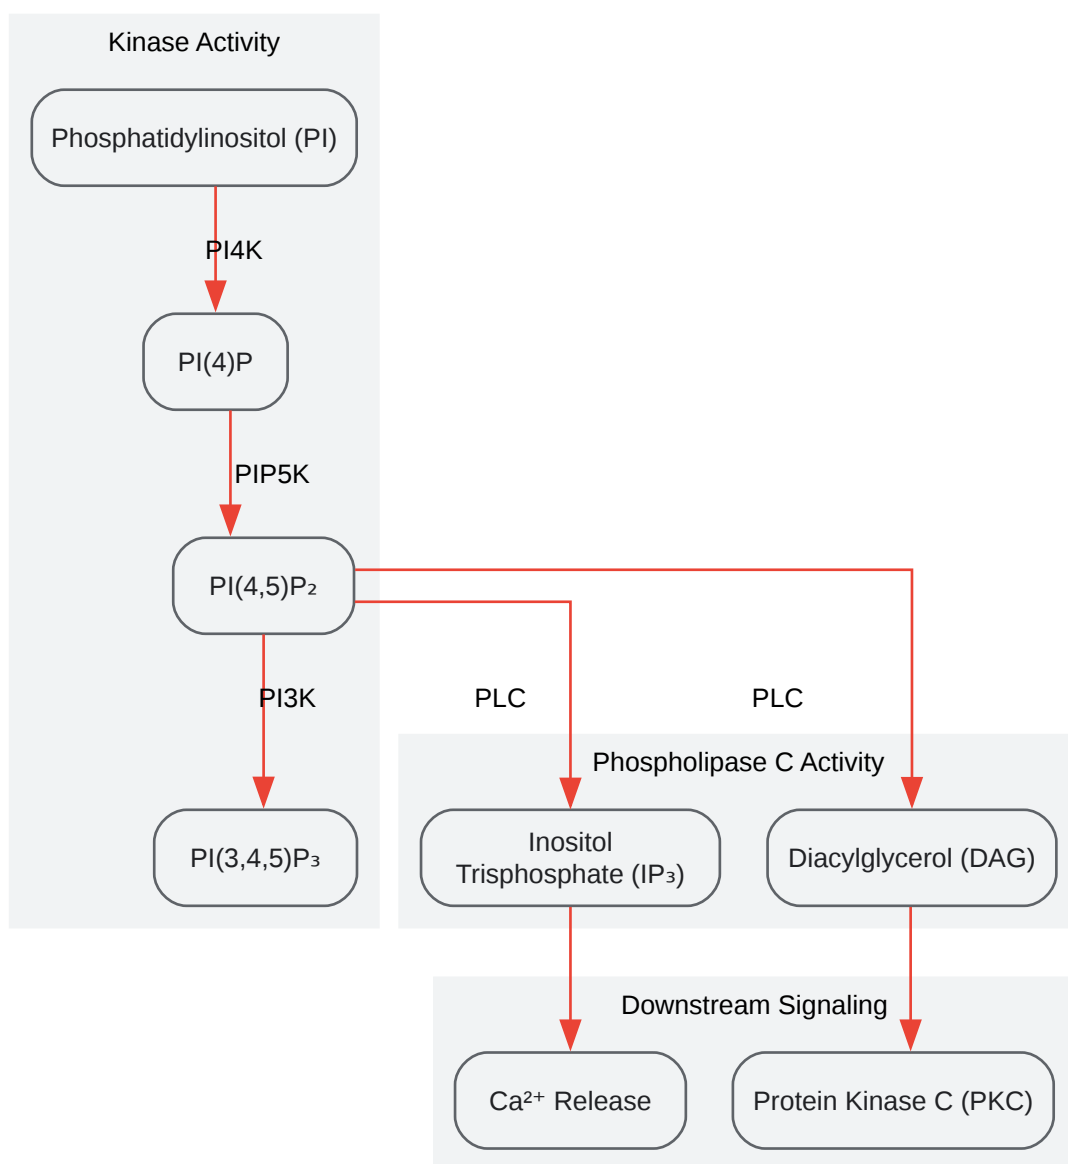 Kinase Activity
Phosphatidylinositol (PI)
PI4K
PI(4)P
PIP5K
PI(4,5)P₂
PI3K
PLC
PLC
Phospholipase C Activity
PI(3,4,5)P₃
Inositol
Trisphosphate (IP₃)
Diacylglycerol (DAG)
Downstream Signaling
Ca²⁺ Release
Protein Kinase C (PKC)